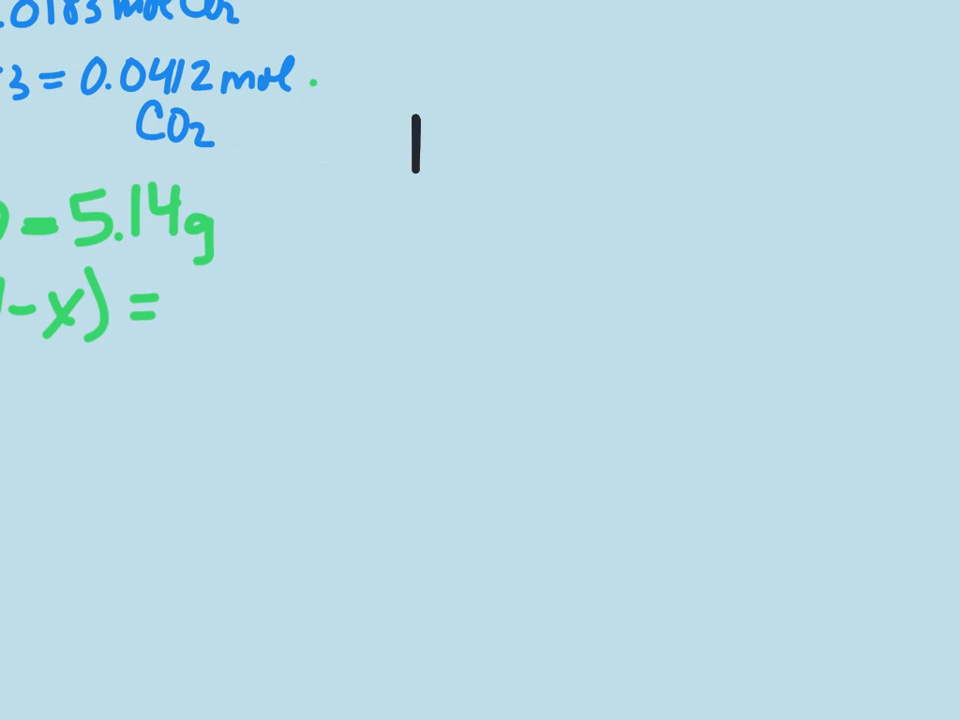 .0183 mol CO2
3 = 0.0412 mol
CO2
) = 5.14g
-x) =